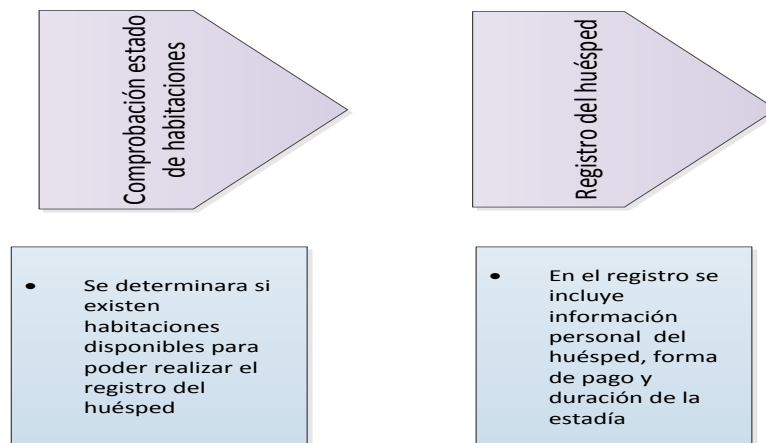 Comprobación estado
de habitaciones
Registro del huésped
• Se determinara si
existen
habitaciones
disponibles para
poder realizar el
registro del
huésped
• En el registro se
incluye
información
personal del
huésped, forma
de pago y
duración de la
estadía